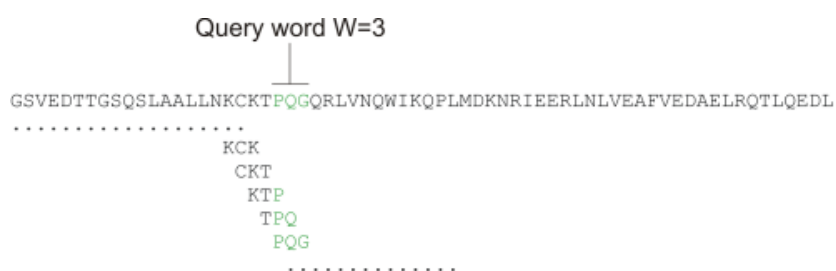 Query word W=3
GSVEDTTGSQSLAALLNKCKTPQGQRLVNQWIKQPLMDKNRIEERLNLVEAFVEDAELRQTLQEDL
...................
KCK
CKT
KTP
TPQ
PQG
..............